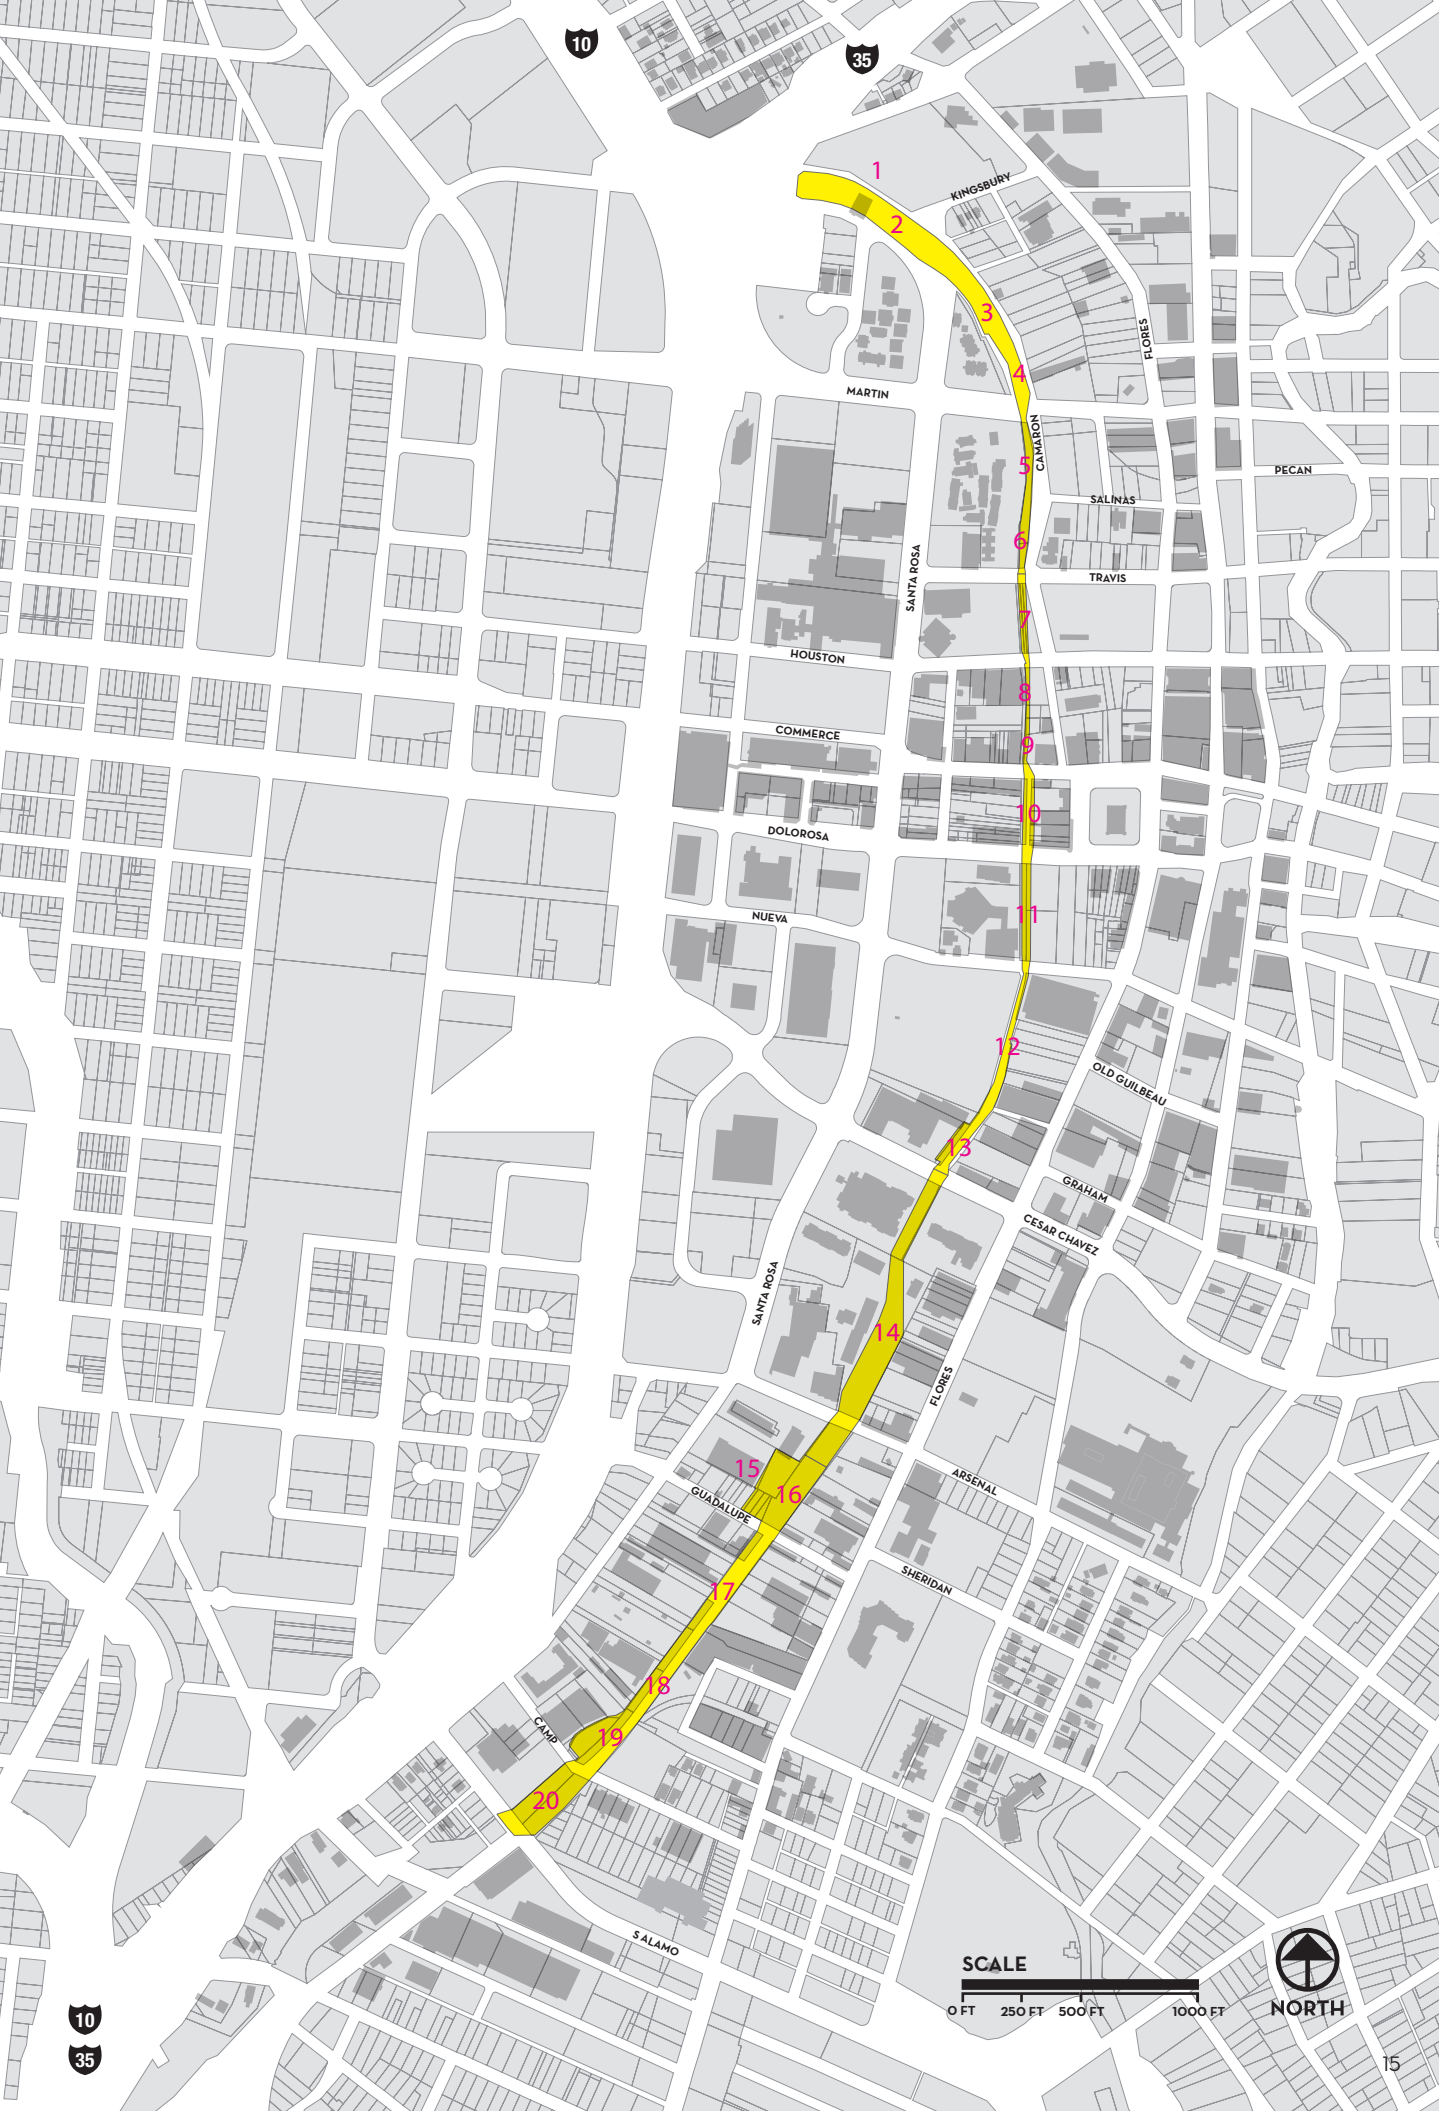 10
35
1
KINGSBURY
2
3
FLORES
4
MARTIN
CAMARON
5
PECAN
SALINAS
6
SANTA ROSA
TRAVIS
7
HOUSTON
8
COMMERCE
9
10
DOLOROSA
11
NUEVA
12
OLD GUILBEAU
13
GRAHAM
CESAR CHAVEZ
SANTA ROSA
14
FLORES
15
ARSENAL
16
GUADALUPE
SHERIDAN
17
18
CAMP
19
20
S ALAMO
SCALE
0 FT 250 FT 500 FT 1000 FT
NORTH
10
35
15